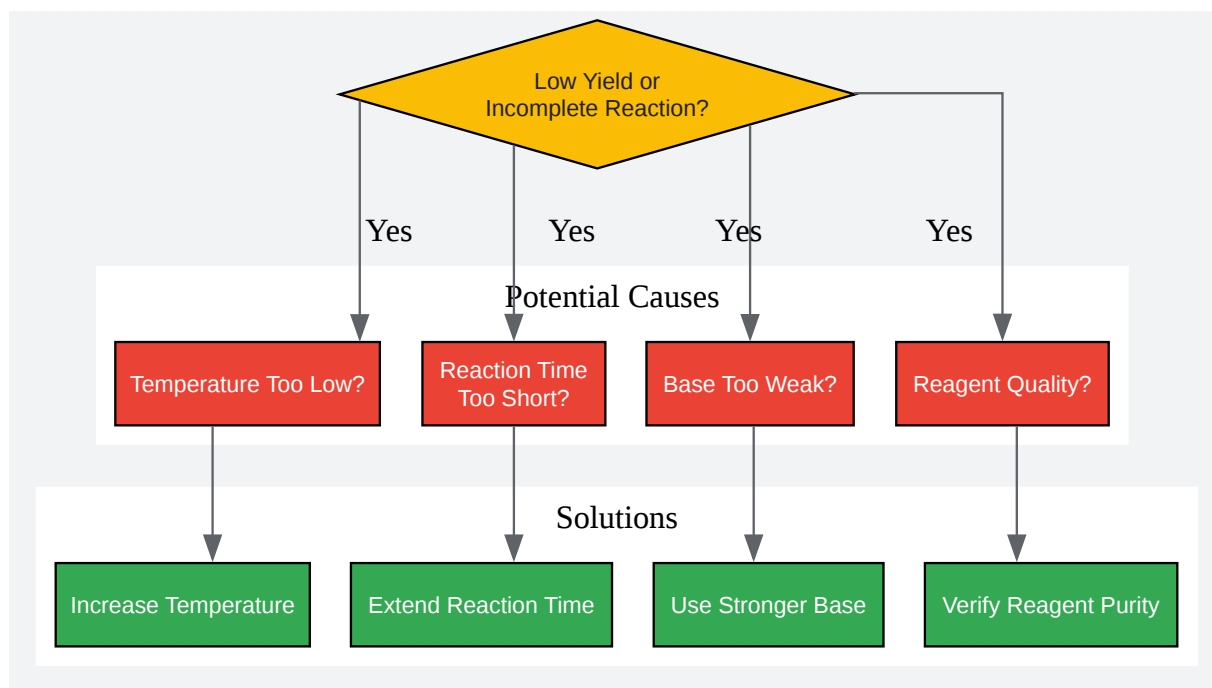 Low Yield or
Incomplete Reaction?
Yes
Yes
Yes
Yes
Potential Causes
Temperature Too Low?
Reaction Time
Too Short?
Base Too Weak?
Reagent Quality?
Solutions
Increase Temperature
Extend Reaction Time
Use Stronger Base
Verify Reagent Purity